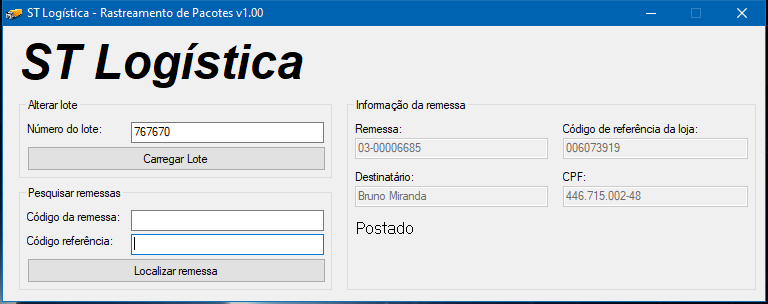 ST Logística - Rastreamento de Pacotes v1.00
ST Logística
Alterar lote
Número do lote: 767670
Carregar Lote
Pesquisar remessas
Código da remessa:
Código referência:
Localizar remessa
Informação da remessa
Remessa: Código de referência da loja:
03-00006685 006073919
Destinatário: CPF:
Bruno Miranda 446.715.002-48
Postado